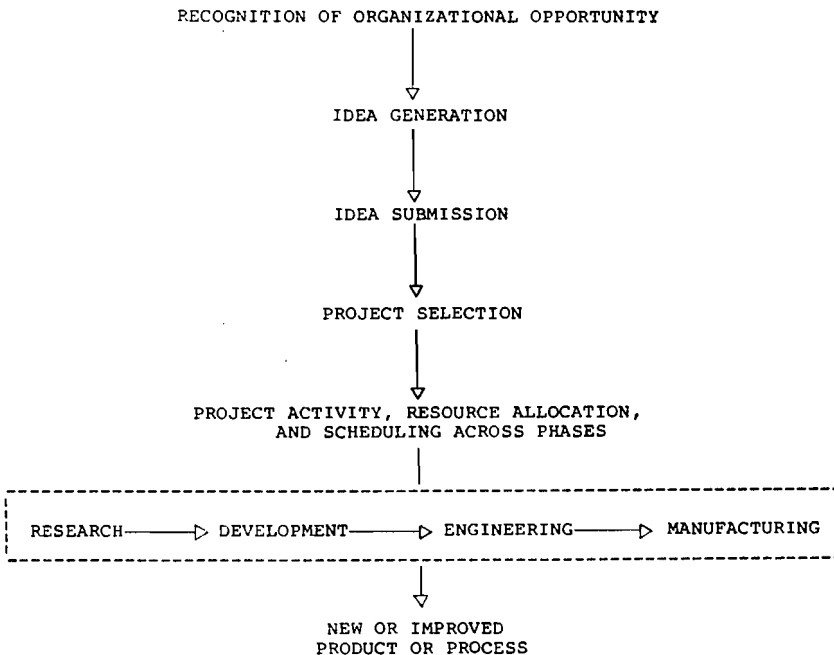 RECOGNITION OF ORGANIZATIONAL OPPORTUNITY
IDEA GENERATION
IDEA SUBMISSION
PROJECT SELECTION
PROJECT ACTIVITY, RESOURCE ALLOCATION,
AND SCHEDULING ACROSS PHASES
RESEARCH DEVELOPMENT ENGINEERING MANUFACTURING
NEW OR IMPROVED
PRODUCT OR PROCESS